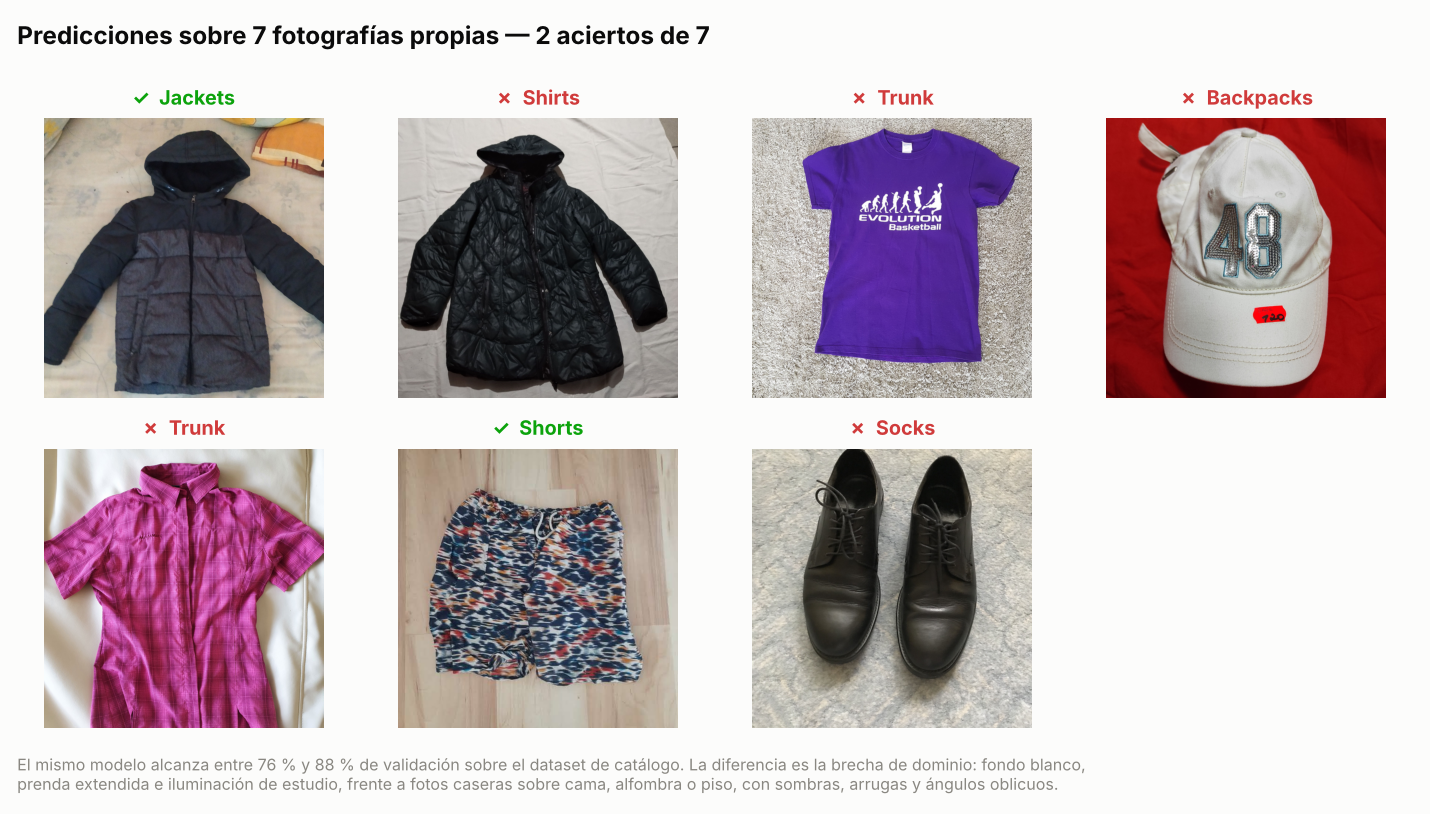 Predicciones sobre 7 fotografías propias — 2 aciertos de 7
✓ Jackets
× Shirts
× Trunk
× Backpacks
EVOLUTION
Basketball
48
120
× Trunk
✓ Shorts
× Socks
El mismo modelo alcanza entre 76 % y 88 % de validación sobre el dataset de catálogo. La diferencia es la brecha de dominio: fondo blanco,
prenda extendida e iluminación de estudio, frente a fotos caseras sobre cama, alfombra o piso, con sombras, arrugas y ángulos oblicuos.